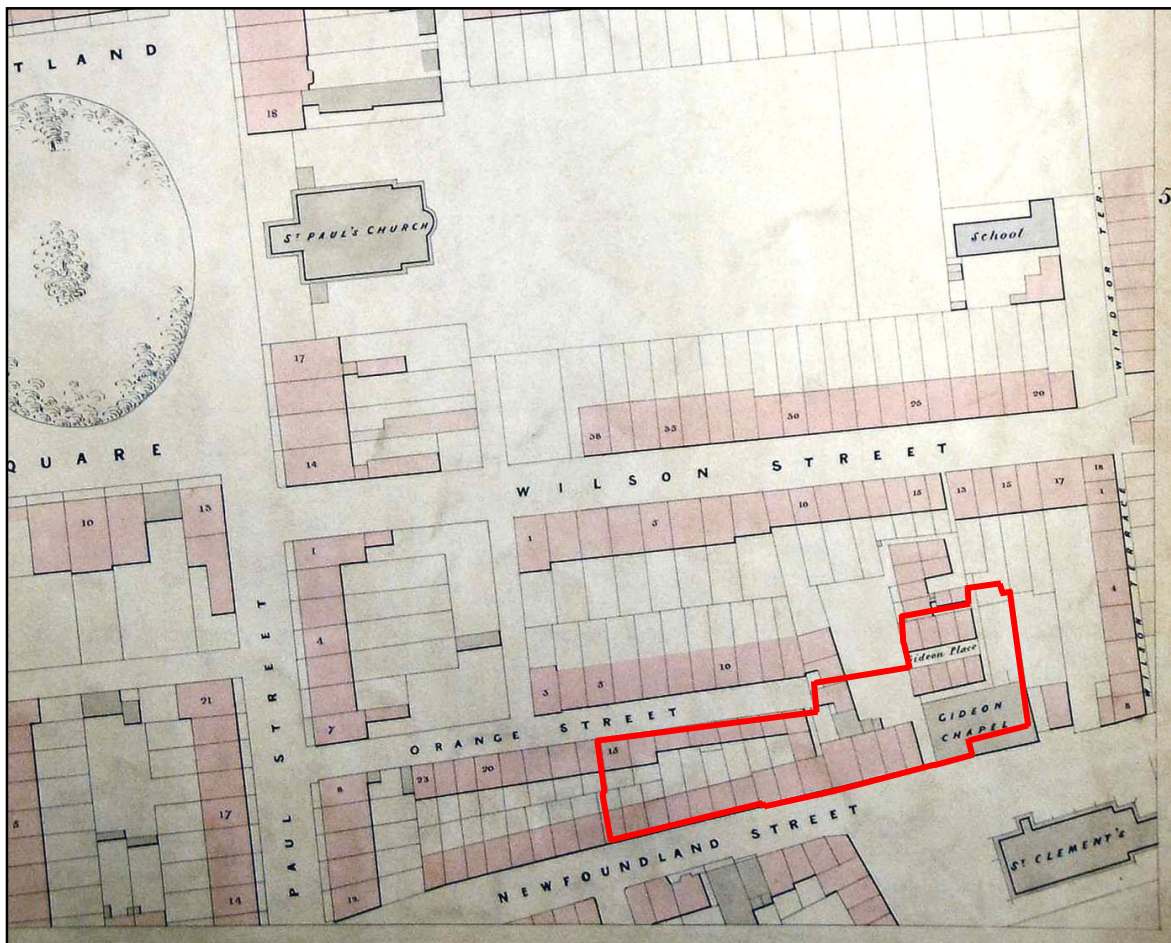 TLAND
18
ST PAUL'S CHURCH
5
School
WINDSOR TER.
17
14
38 35 30 25 20
QUARE
WILSON STREET
10 13
1 5 10 15 13 15 17 18
1
WILSON TERRACE
4
8
1
4
7
PAUL STREET
3 5 10
Gideon Place
GIDEON
CHAPEL
ORANGE STREET
23 20 15
21
17
14
5
8
12
NEWFOUNDLAND STREET
ST CLEMENT'S